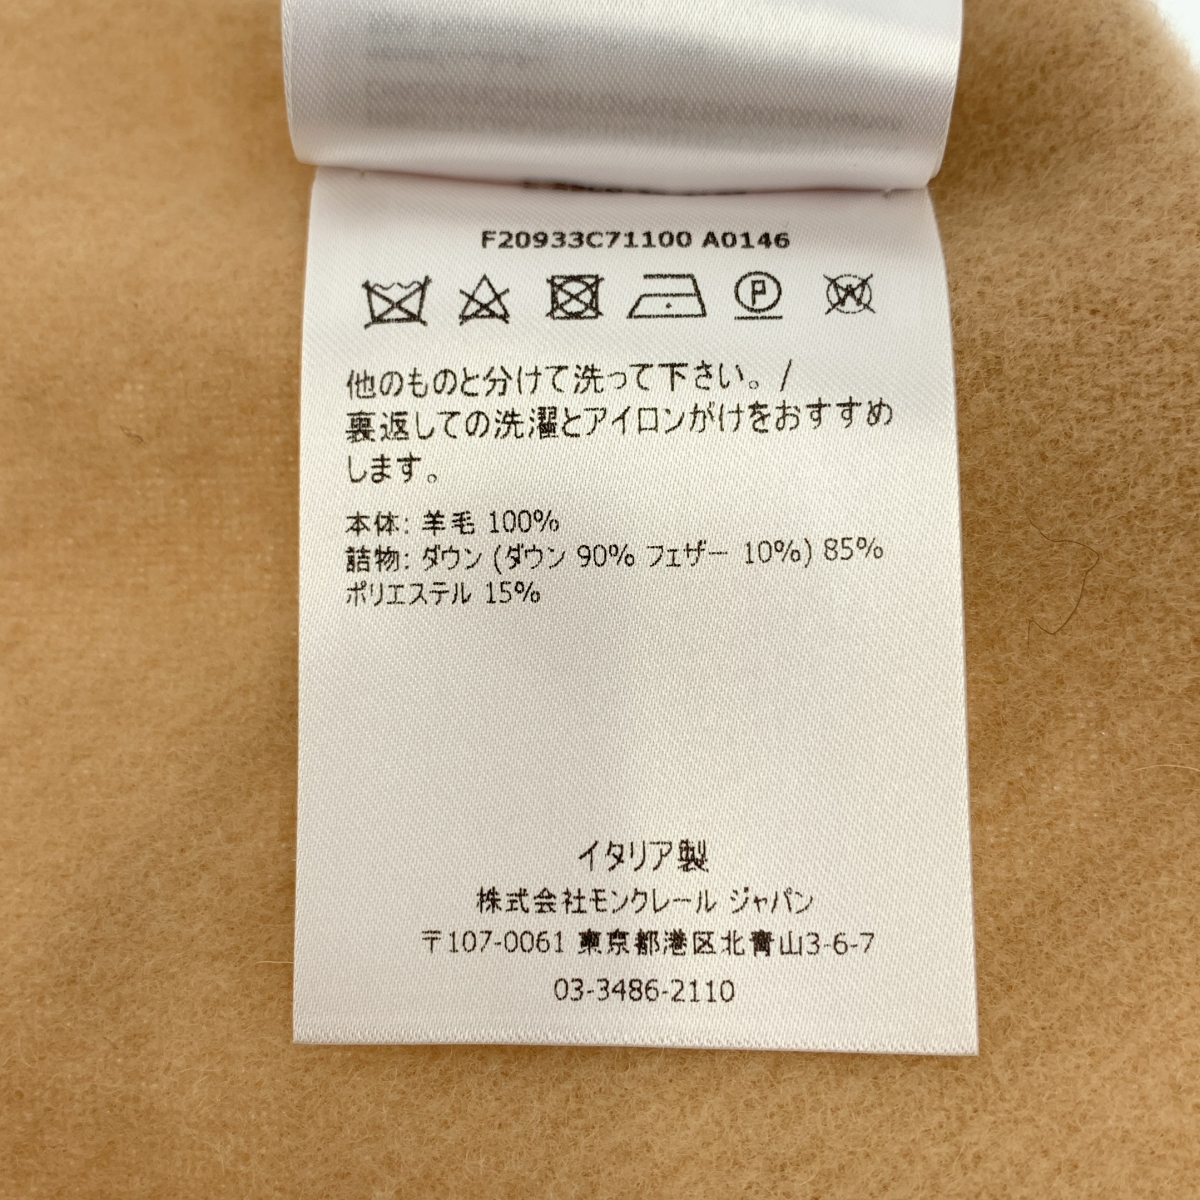 F20933C71100 A0146
他のものと分けて洗って下さい。/
裏返しての洗濯とアイロンがけをおすすめ
します。
本体: 羊毛 100%
詰物: ダウン (ダウン 90% フェザー 10%) 85%
ポリエステル 15%
イタリア製
株式会社モンクレール ジャパン
〒107-0061 東京都港区北青山3-6-7
03-3486-2110